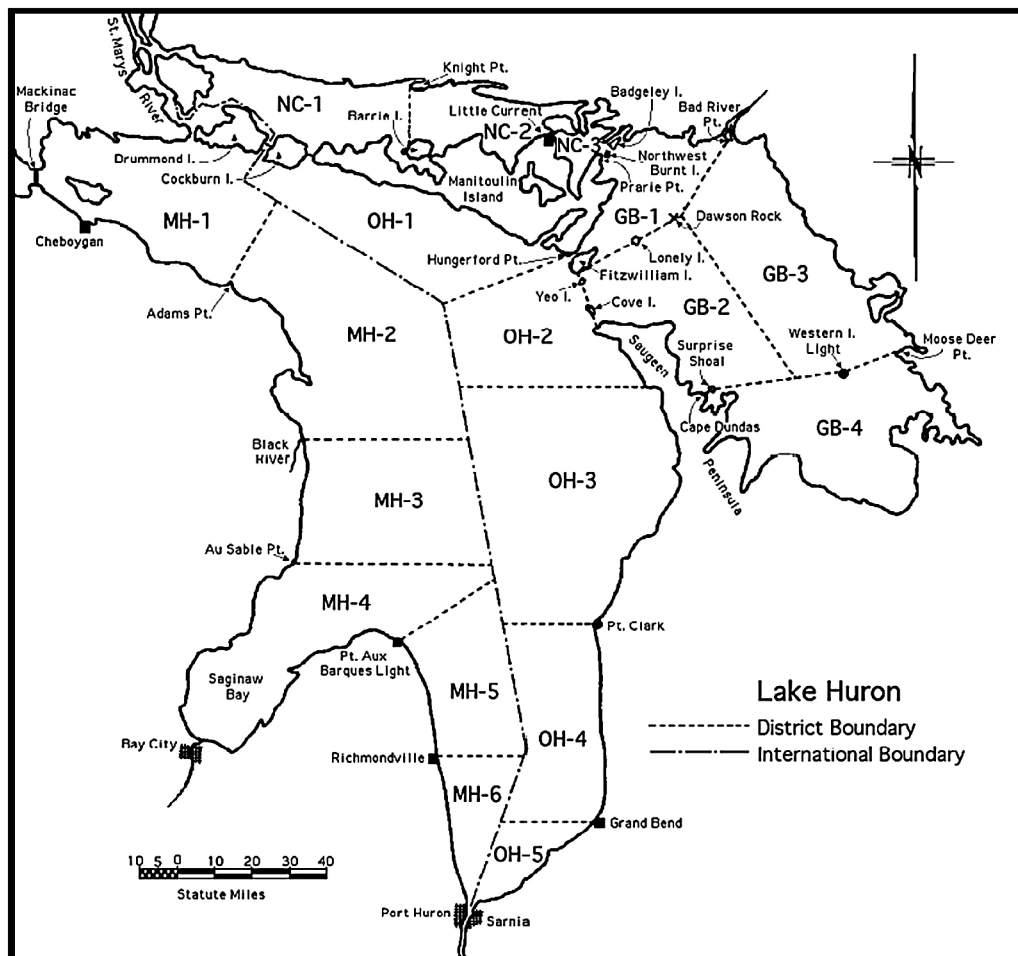 St. Marys
River
Mackinac
Bridge
NC-1
Knight Pt.
Barrie I.
Little Current
NC-2
NC-3
Badgeley I.
Bad River
Pt.
Northwest
Burnt I.
Prarie Pt.
Drummond I.
Cockburn I.
Manitoulin
Island
MH-1
OH-1
GB-1
Dawson Rock
Cheboygan
Hungerford Pt.
Lonely I.
Fitzwilliam I.
GB-3
Yeo I.
Cove I.
GB-2
Adams Pt.
MH-2
OH-2
Saugeen
Peninsula
Surprise
Shoal
Western I.
Light
Moose Deer
Pt.
Cape Dundas
GB-4
Black
River
OH-3
MH-3
Au Sable Pt.
MH-4
Pt. Clark
Pt. Aux
Barques Light
Saginaw
Bay
MH-5
Lake Huron
District Boundary
International Boundary
Bay City
Richmondville
OH-4
MH-6
Grand Bend
OH-5
10 5 0 10 20 30 40
Statute Miles
Port Huron
Sarnia